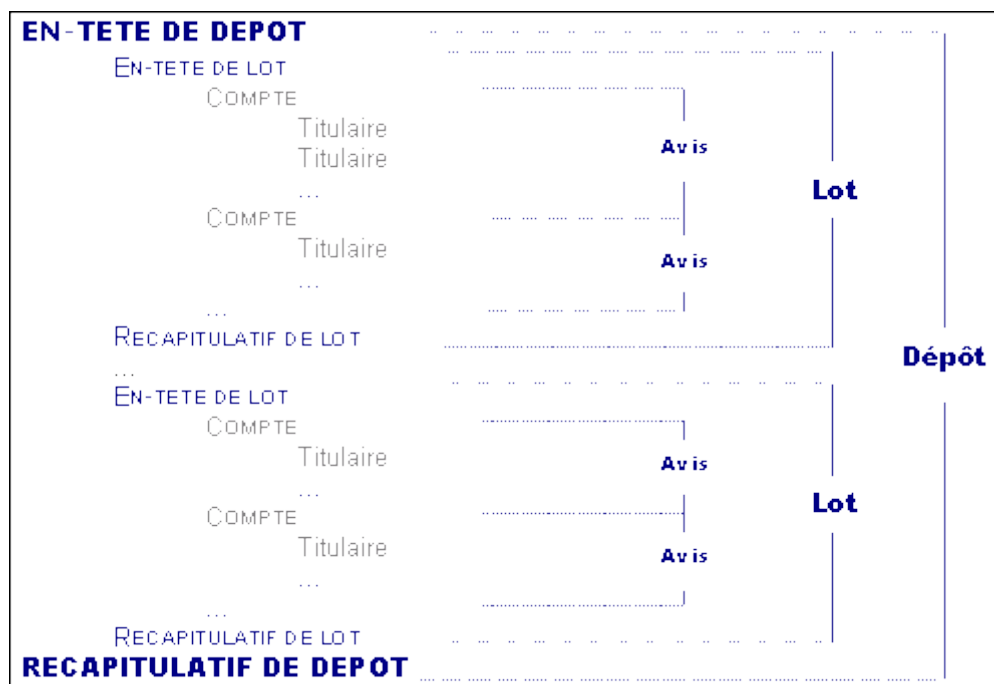 EN-TETE DE DEPOT
EN-TETE DE LOT
COMPTE
Titulaire
Titulaire
Avis
...
Lot
COMPTE
Titulaire
Avis
...
...
RECAPITULATIF DE LOT
Dépôt
...
EN-TETE DE LOT
COMPTE
Titulaire
Avis
...
Lot
COMPTE
Titulaire
Avis
...
...
RECAPITULATIF DE LOT
RECAPITULATIF DE DEPOT